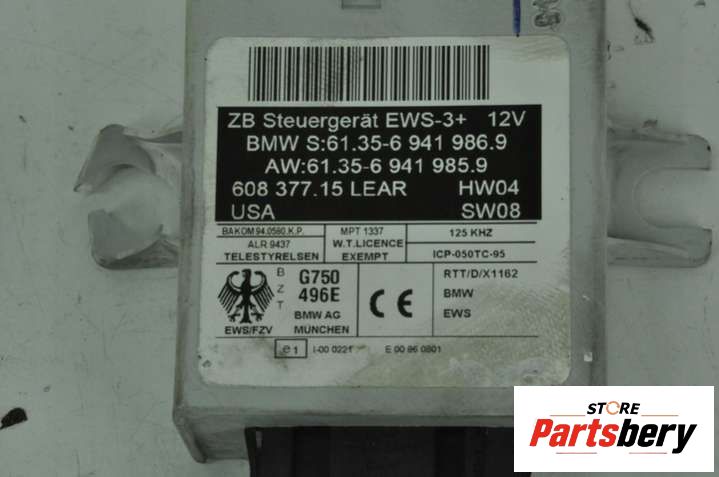 ZB Steuergerät EWS-3+ 12V
BMW S:61.35-6 941 986.9
AW:61.35-6 941 985.9
608 377.15 LEAR HW04
USA SW08
BAKOM 94.0580.K.P.
ALR 9437
TELESTYRELSEN
MPT 1337
W.T.LICENCE
EXEMPT
125 KHZ
ICP-050TC-95
EWS/FZV
B
Z
T
G750
496E
BMW AG
MÜNCHEN
CE
RTT/D/X1162
BMW
EWS
e1 I-00 0221 E 00 86 0801
STORE
Partsbery